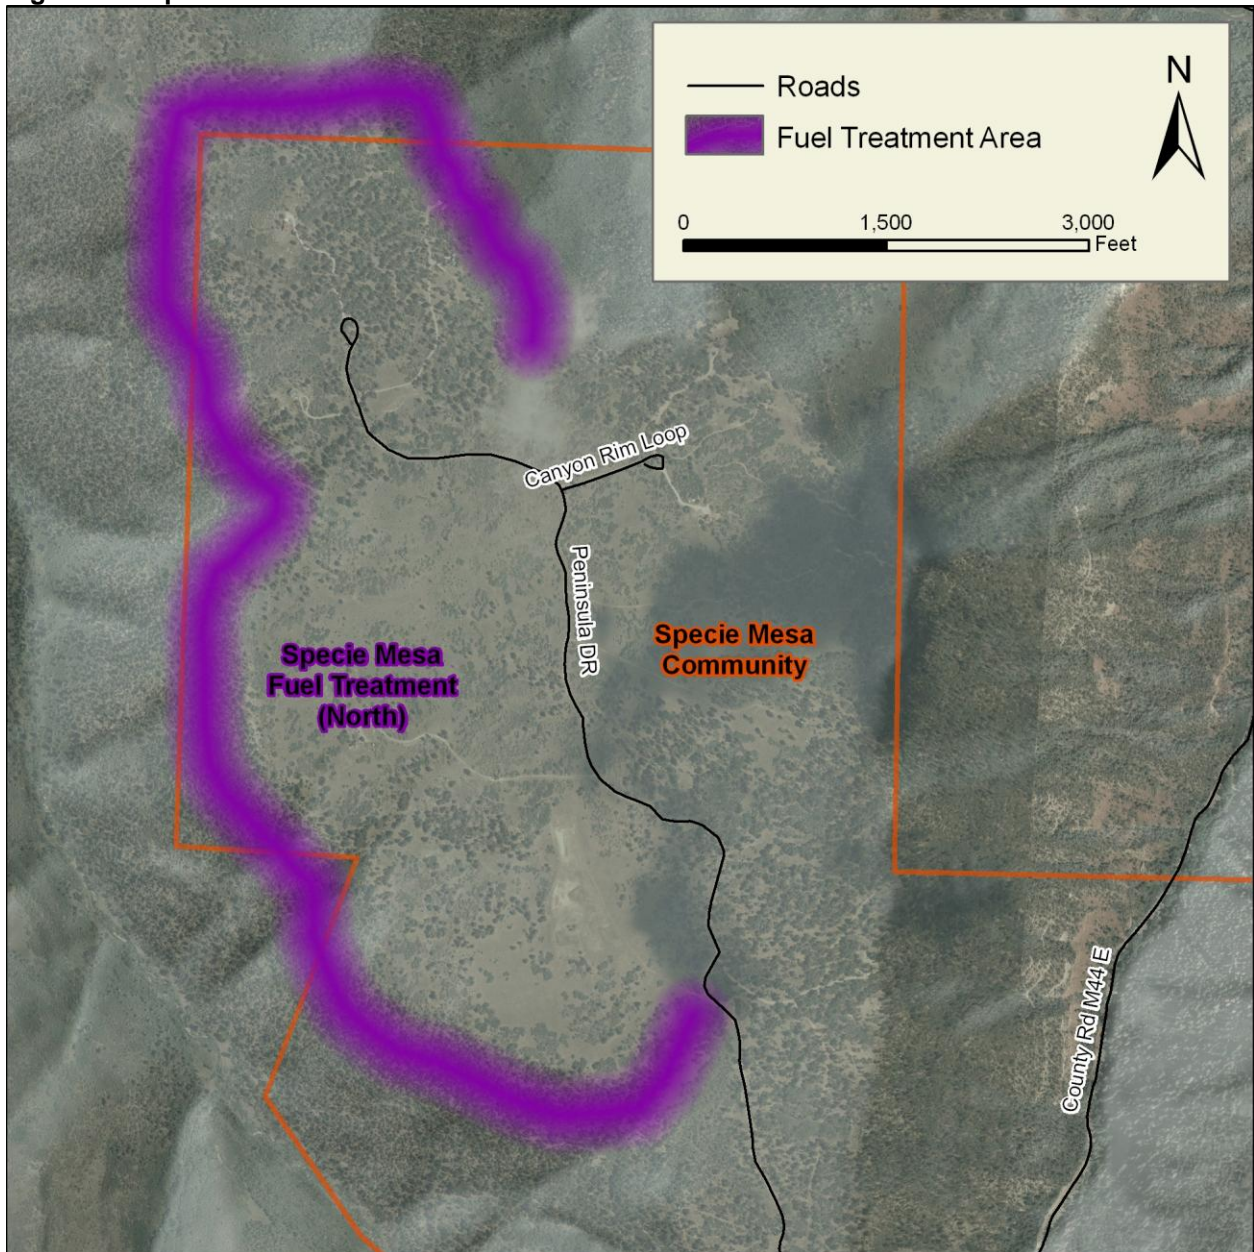 Roads
Fuel Treatment Area
N
0 1,500 3,000
Feet
Canyon Rim Loop
Peninsula DR
Specie Mesa
Community
Specie Mesa
Fuel Treatment
(North)
County Rd M44 E